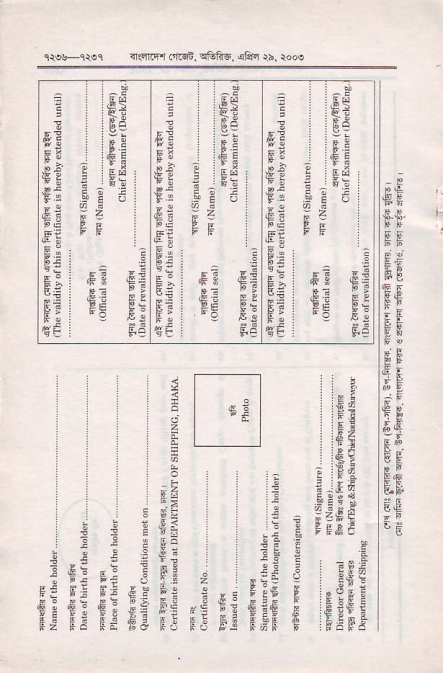 ৭২৩৬—৭২৩৭ বাংলাদেশ গেজেট, অতিরিক্ত, এপ্রিল ২৯, ২০০৩
সনদধারীর নাম
Name of the holder
সনদধারীর জন্ম তারিখ
Date of birth of the holder
সনদধারীর জন্ম স্থান
Place of birth of the holder
উত্তীর্ণের তারিখ
Qualifying Conditions met on
সনদ ইস্যুর স্থান-সমুদ্র পরিবহন অধিদপ্তর, ঢাকা।
Certificate issued at DEPARTMENT OF SHIPPING, DHAKA.
সনদ নং
Certificate No.
ইস্যুর তারিখ
Issued on
ছবি
Photo
সনদধারীর স্বাক্ষর
Signature of the holder
সনদধারীর ছবি (Photograph of the holder)
কাউন্টার সাক্ষর (Countersigned)
মহাপরিচালক
Director General
সমুদ্র পরিবহন অধিদপ্তর
Department of Shipping
স্বাক্ষর (Signature)
নাম (Name)
চীফ ইঞ্জিঃ এন্ড শিপ সার্ভেয়র/চীফ নটিক্যাল সার্ভেয়ার
Chief Eng & Ship Surv/Chief Nautical Surveyor
এই সনদের মেয়াদ এতদ্বারা নিম্ন তারিখ পর্যন্ত বর্ধিত করা হইল
(The validity of this certificate is hereby extended until)
দাপ্তরিক সীল
(Official seal)
স্বাক্ষর (Signature)
নাম (Name)
পুনঃ বৈধতার তারিখ
(Date of revalidation)
প্রধান পরীক্ষক (ডেক/ইঞ্জিন)
Chief Examiner (Deck/Eng.)
এই সনদের মেয়াদ এতদ্বারা নিম্ন তারিখ পর্যন্ত বর্ধিত করা হইল
(The validity of this certificate is hereby extended until)
দাপ্তরিক সীল
(Official seal)
স্বাক্ষর (Signature)
নাম (Name)
পুনঃ বৈধতার তারিখ
(Date of revalidation)
প্রধান পরীক্ষক (ডেক/ইঞ্জিন)
Chief Examiner (Deck/Eng.)
এই সনদের মেয়াদ এতদ্বারা নিম্ন তারিখ পর্যন্ত বর্ধিত করা হইল
(The validity of this certificate is hereby extended until)
দাপ্তরিক সীল
(Official seal)
স্বাক্ষর (Signature)
নাম (Name)
পুনঃ বৈধতার তারিখ
(Date of revalidation)
প্রধান পরীক্ষক (ডেক/ইঞ্জিন)
Chief Examiner (Deck/Eng.)
শেখ মোঃ মোবারক হোসেন (উপ-সচিব), উপ-নিয়ন্ত্রক, বাংলাদেশ সরকারী মুদ্রণালয়, ঢাকা কর্তৃক মুদ্রিত।
মোঃ আমিন জুবেরী আলম, উপ-নিয়ন্ত্রক, বাংলাদেশ ফরম ও প্রকাশনা অফিস তেজগাঁও, ঢাকা কর্তৃক প্রকাশিত।